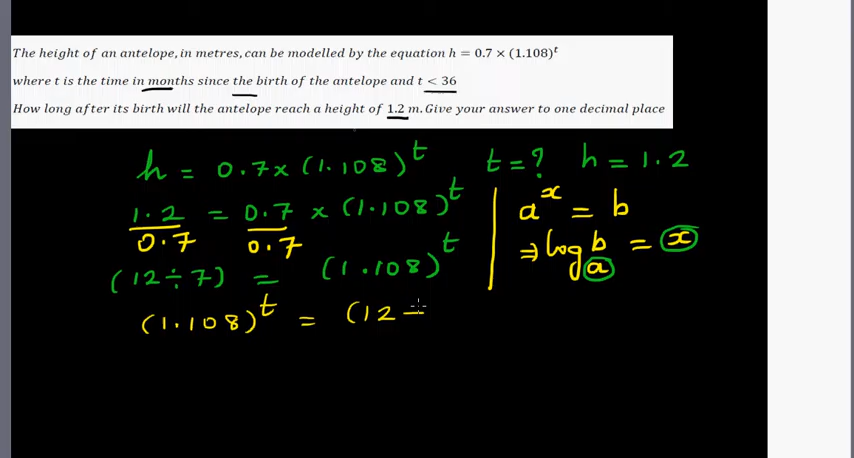 The height of an antelope, in metres, can be modelled by the equation h = 0.7 × (1.108)^t
where t is the time in months since the birth of the antelope and t < 36
How long after its birth will the antelope reach a height of 1.2 m. Give your answer to one decimal place
h = 0.7 x (1.108)^t t = ? h = 1.2
1.2 / 0.7 = 0.7 / 0.7 x (1.108)^t
(12 ÷ 7) = (1.108)^t
(1.108)^t = (12 -
a^x = b
⇒ log_a b = x